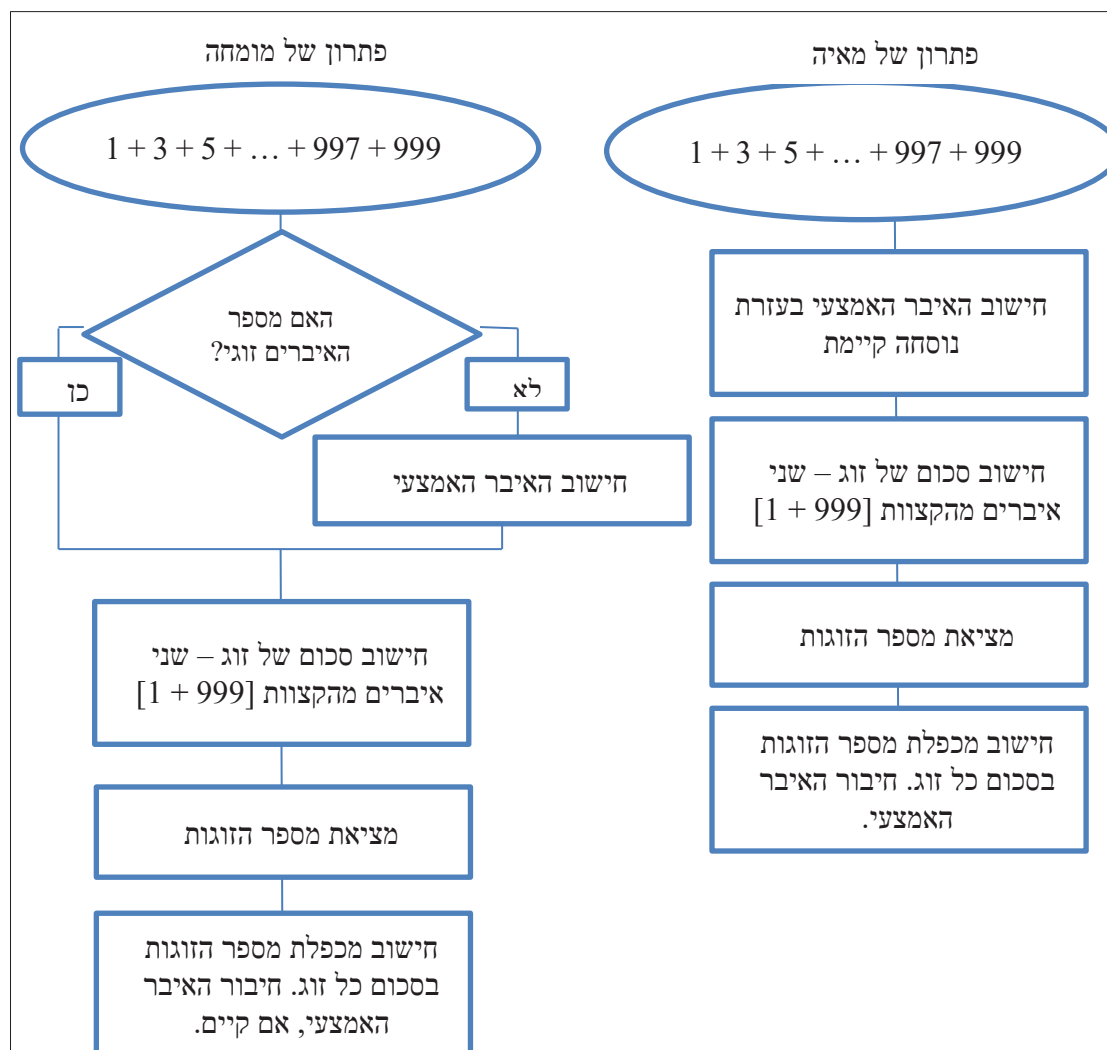 פתרון של מאיה
1 + 3 + 5 + … + 997 + 999
חישוב האיבר האמצעי בעזרת
נוסחה קיימת
חישוב סכום של זוג – שני
איברים מהקצוות [1 + 999]
מציאת מספר הזוגות
חישוב מכפלת מספר הזוגות
בסכום כל זוג. חיבור האיבר
האמצעי.
פתרון של מומחה
1 + 3 + 5 + … + 997 + 999
האם מספר
האיברים זוגי?
לא
כן
חישוב האיבר האמצעי
חישוב סכום של זוג – שני
איברים מהקצוות [1 + 999]
מציאת מספר הזוגות
חישוב מכפלת מספר הזוגות
בסכום כל זוג. חיבור האיבר
האמצעי, אם קיים.